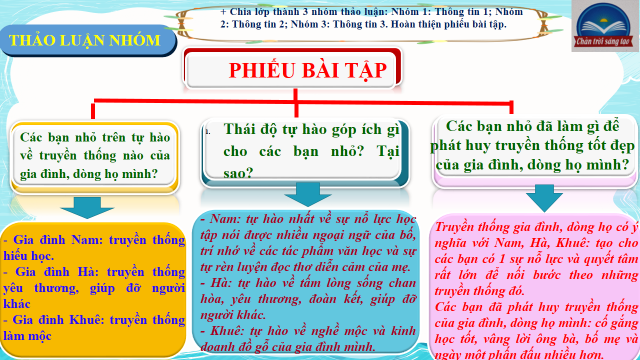 + Chia lớp thành 3 nhóm thảo luận: Nhóm 1: Thông tin 1; Nhóm
2: Thông tin 2; Nhóm 3: Thông tin 3. Hoàn thiện phiếu bài tập.
THẢO LUẬN NHÓM
Chân trời sáng tạo
PHIẾU BÀI TẬP
Các bạn nhỏ trên tự hào
về truyền thống nào của
gia đình, dòng họ mình?
Thái độ tự hào góp ích gì
cho các bạn nhỏ? Tại
sao?
Các bạn nhỏ đã làm gì để
phát huy truyền thống tốt đẹp
của gia đình, dòng họ mình?
- Gia đình Nam: truyền thống
hiếu học.
- Gia đình Hà: truyền thống
yêu thương, giúp đỡ người
khác
- Gia đình Khuê: truyền thống
làm mộc
- Nam: tự hào nhất về sự nỗ lực học
tập nói được nhiều ngoại ngữ của bố,
trí nhớ về các tác phẩm văn học và sự
tự rèn luyện đọc thơ diễn cảm của mẹ.
- Hà: tự hào về tấm lòng sống chan
hòa, yêu thương, đoàn kết, giúp đỡ
người khác.
- Khuê: tự hào về nghề mộc và kinh
doanh đồ gỗ của gia đình mình.
Truyền thống gia đình, dòng họ có ý
nghĩa với Nam, Hà, Khuê: tạo cho
các bạn có 1 sự nỗ lực và quyết tâm
rất lớn để nối bước theo những
truyền thống đó.
Các bạn đã phát huy truyền thống
của gia đình, dòng họ mình: cố gắng
học tốt, vâng lời ông bà, bố mẹ và
ngày một phấn đấu nhiều hơn.